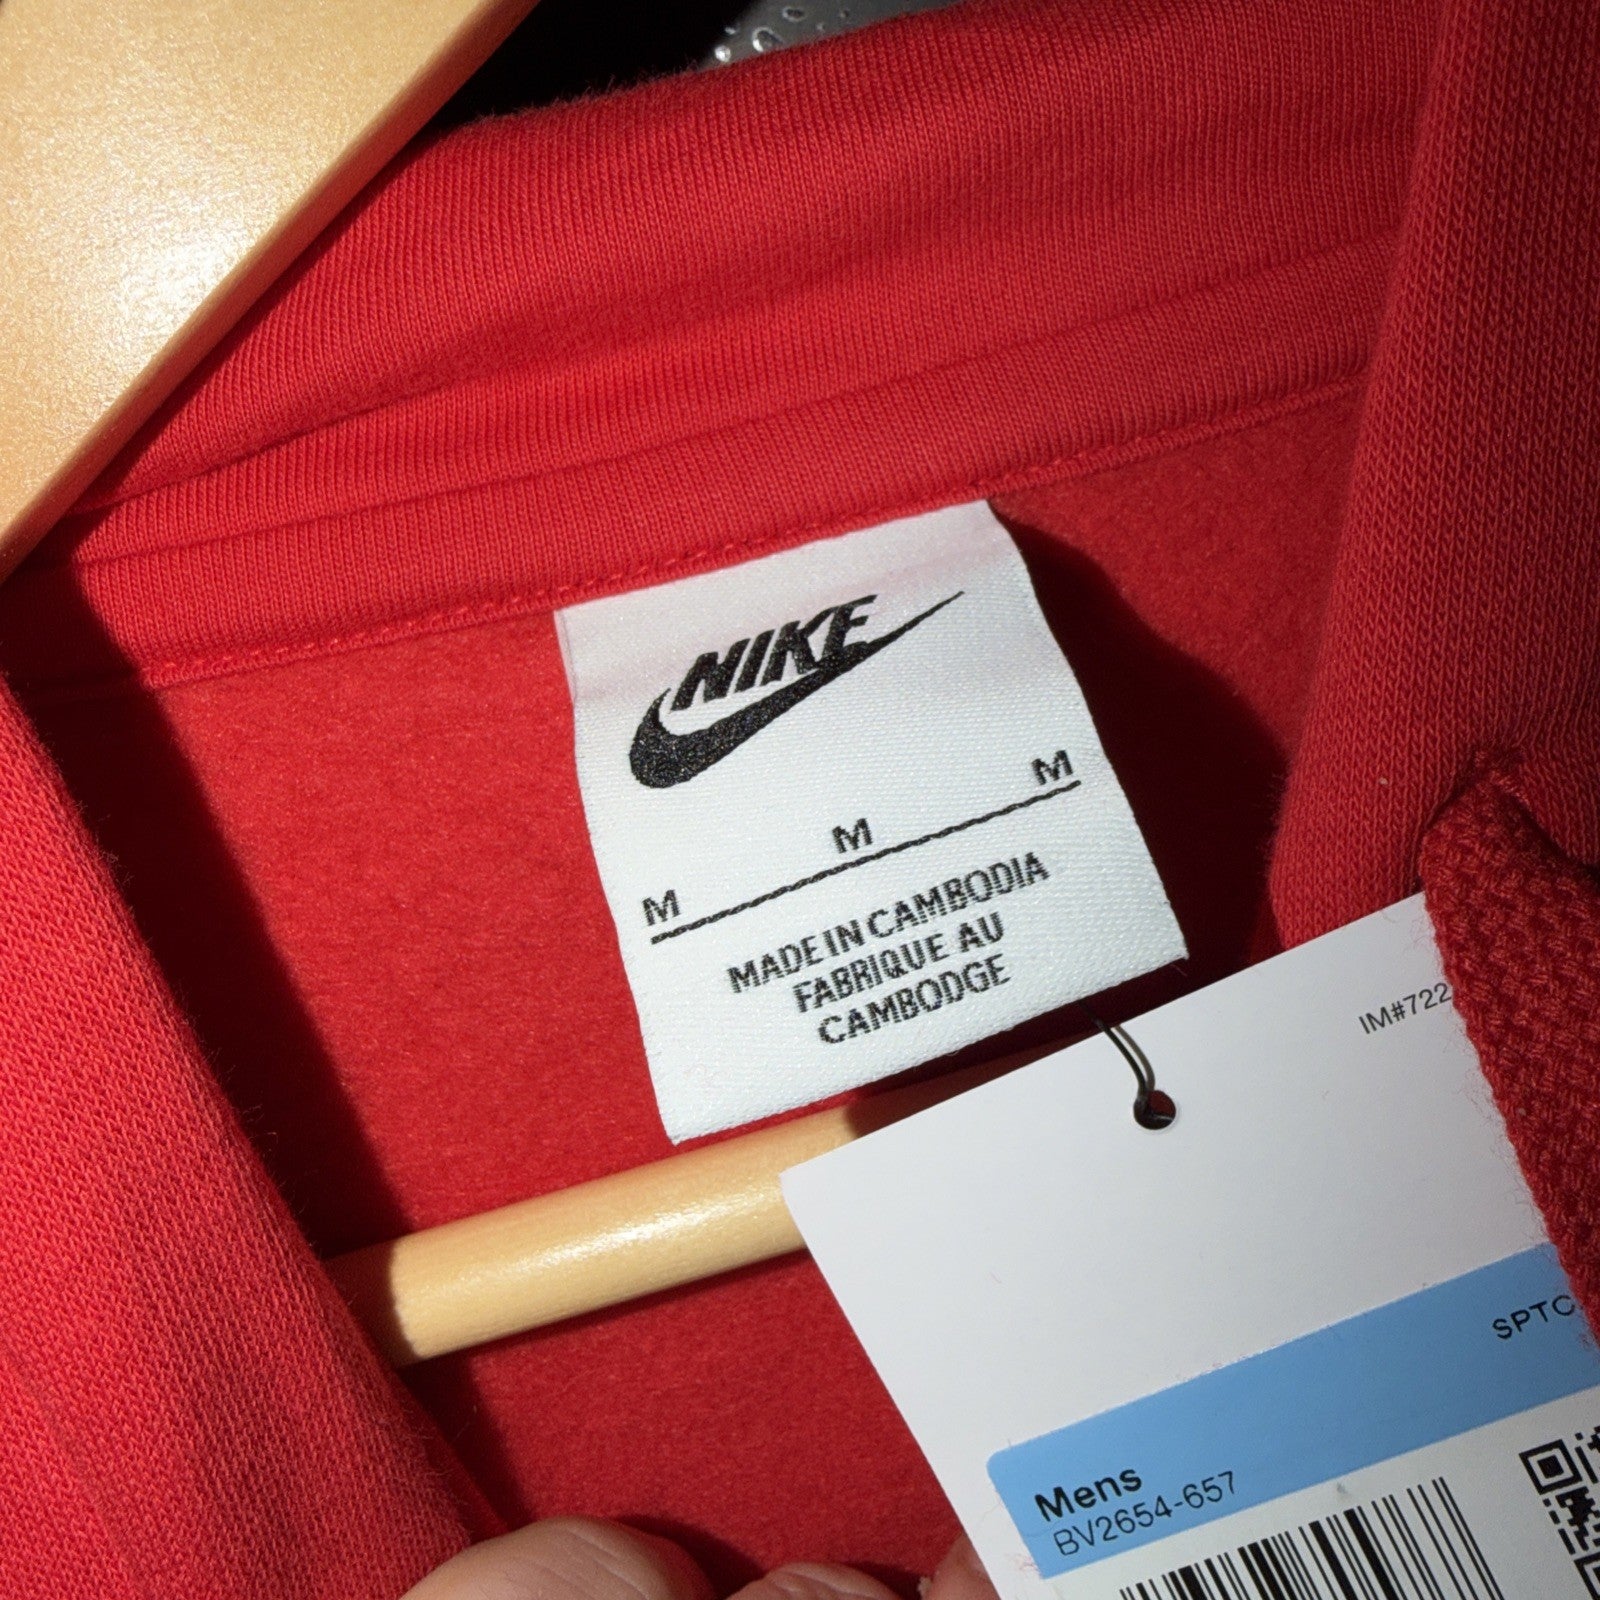 NIKE
M M M
MADE IN CAMBODIA
FABRIQUE AU
CAMBODGE
IM#722
SPTC
Mens
BV2654-657